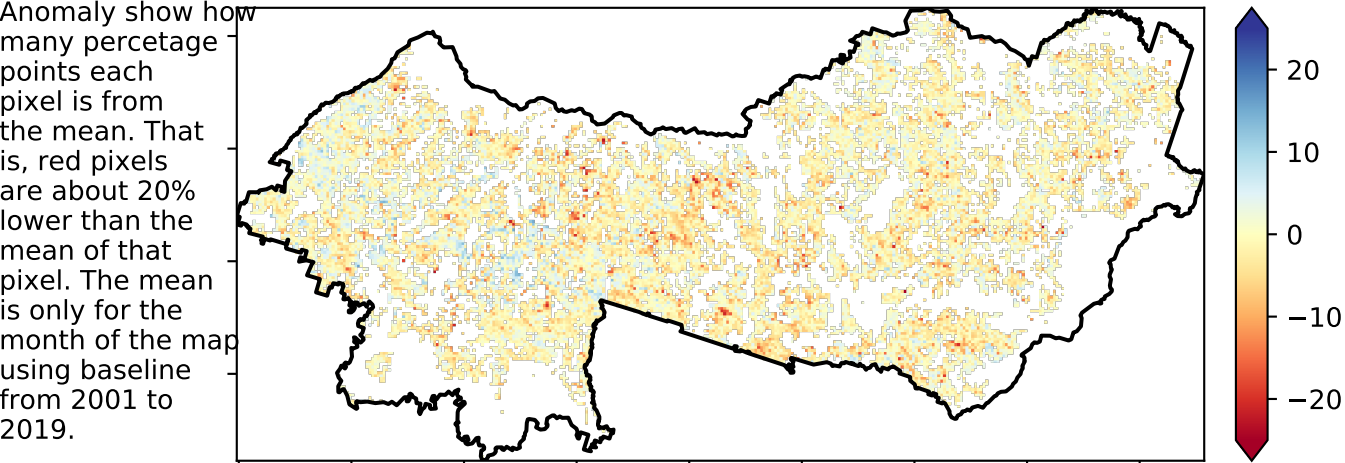 Anomaly show how
many percetage
points each
pixel is from
the mean. That
is, red pixels
are about 20%
lower than the
mean of that
pixel. The mean
is only for the
month of the map
using baseline
from 2001 to
2019.
20
10
0
−10
−20